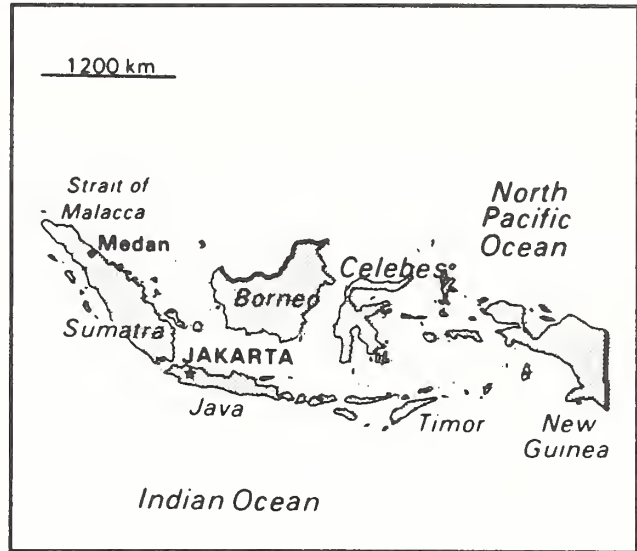 1200 km
Strait of
Malacca
North
Pacific
Ocean
Medan
Celebes
Borneo
Sumatra
JAKARTA
Java
Timor
New
Guinea
Indian Ocean